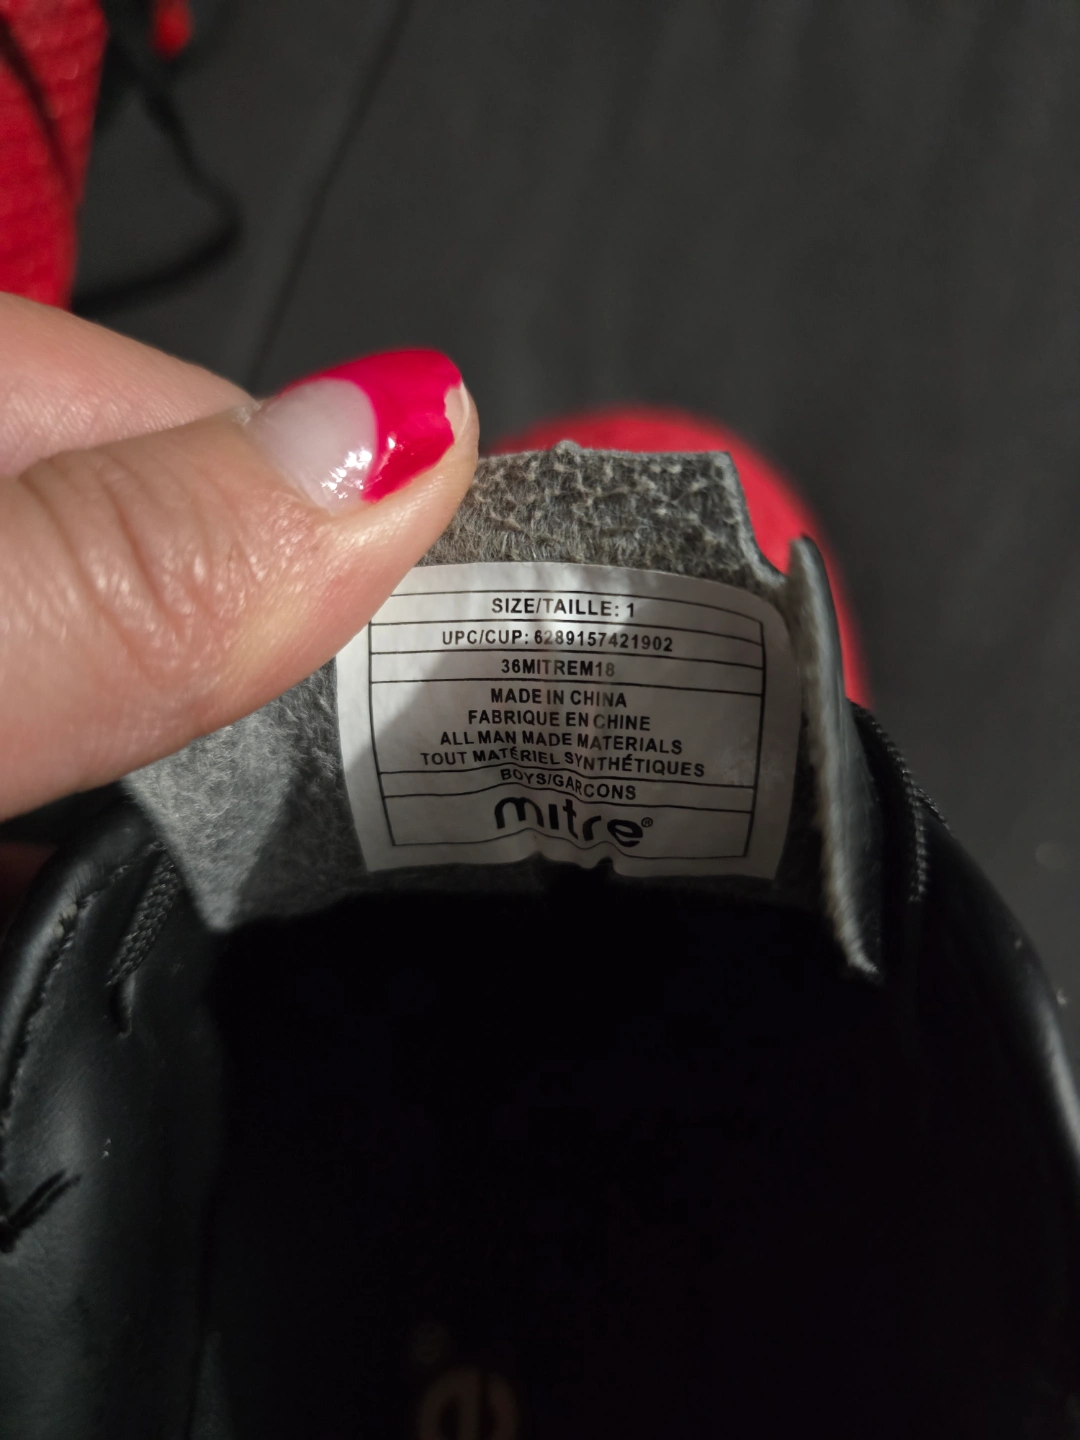 SIZE/TAILLE: 1
UPC/CUP: 6289157421902
36MITREM18
MADE IN CHINA
FABRIQUE EN CHINE
ALL MAN MADE MATERIALS
TOUT MATÉRIEL SYNTHÉTIQUES
BOYS/GARCONS
mitre®